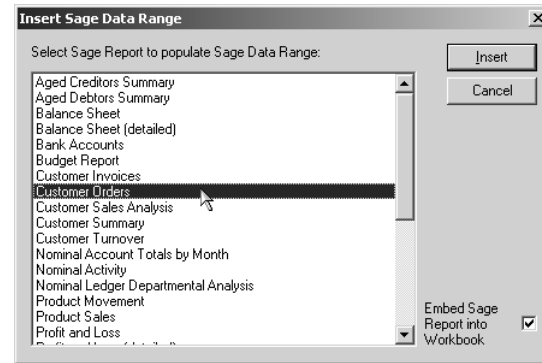 Insert Sage Data Range
Select Sage Report to populate Sage Data Range:
Insert
Cancel
Aged Creditors Summary
Aged Debtors Summary
Balance Sheet
Balance Sheet (detailed)
Bank Accounts
Budget Report
Customer Invoices
Customer Orders
Customer Sales Analysis
Customer Summary
Customer Turnover
Nominal Account Totals by Month
Nominal Activity
Nominal Ledger Departmental Analysis
Product Movement
Product Sales
Profit and Loss
Embed Sage
Report into
Workbook